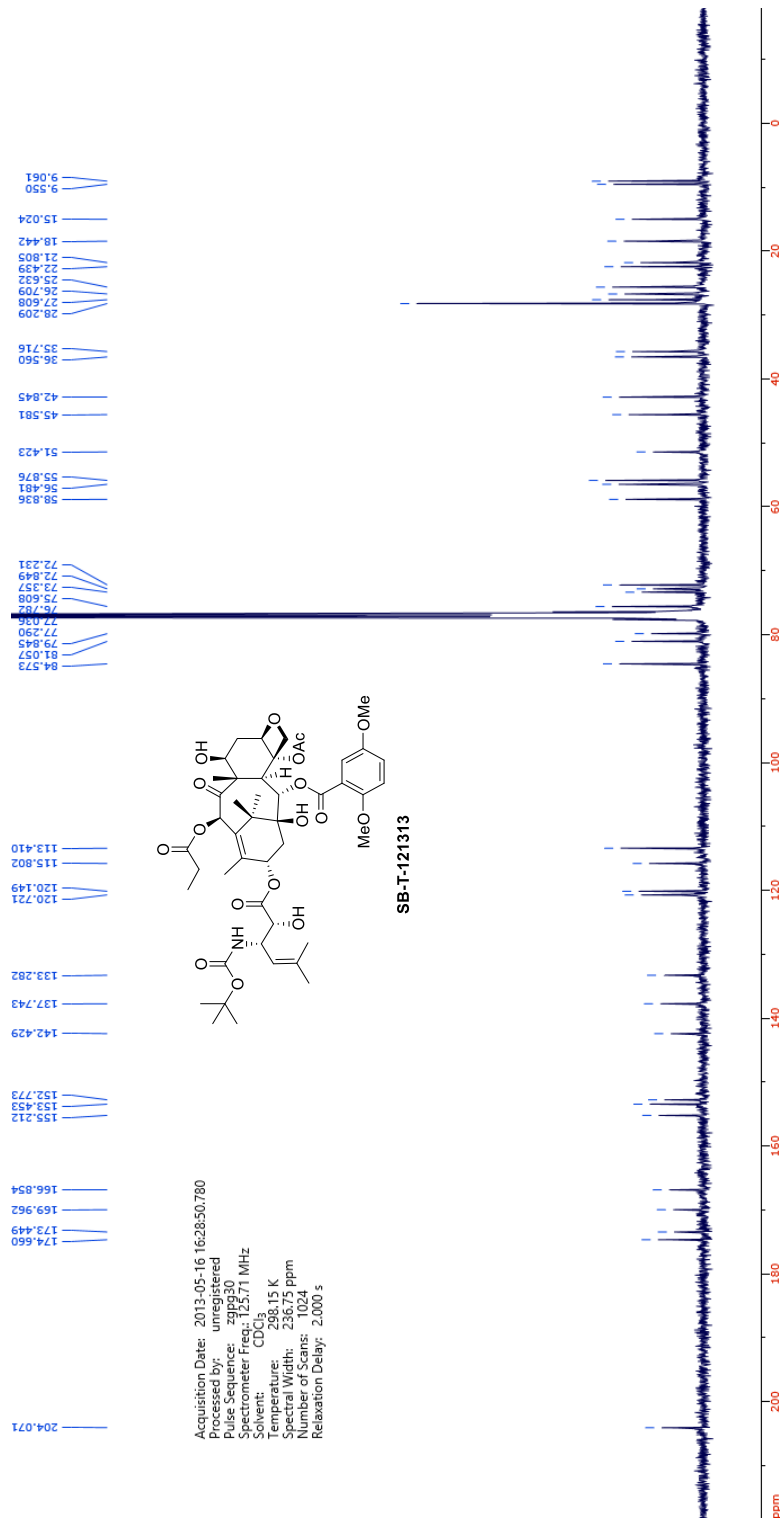 9.061
9.550
15.024
18.442
21.805
22.439
25.632
26.709
27.608
28.209
35.716
36.560
42.845
45.581
51.423
55.876
56.481
58.836
72.231
72.849
73.357
75.608
76.782
77.036
77.290
79.845
81.057
84.573
113.410
115.802
120.149
120.721
133.282
137.743
142.429
152.773
153.453
155.212
166.854
169.962
173.449
174.660
204.071
OH
O
O
O
O
H
OAc
O
O
OH
MeO
OMe
O
O
OH
NH
O
O
SB-T-121313
Acquisition Date: 2013-05-16 16:28:50.780
Processed by: unregistered
Pulse Sequence: zgpg30
Spectrometer Freq.: 125.71 MHz
Solvent: CDCl₃
Temperature: 298.15 K
Spectral Width: 236.75 ppm
Number of Scans: 1024
Relaxation Delay: 2.000 s
0
20
40
60
80
100
120
140
160
180
200
ppm